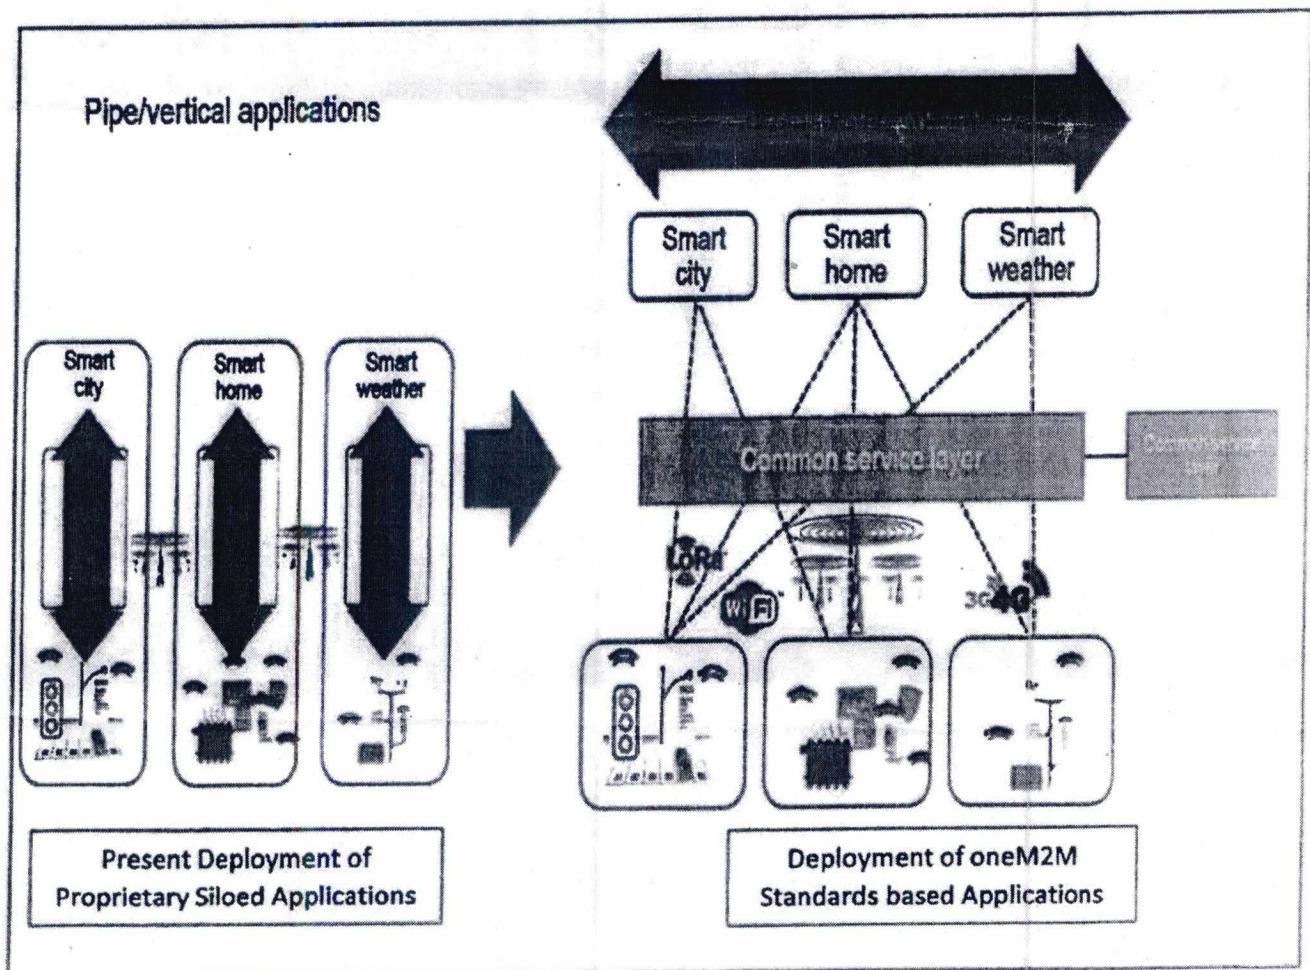 Pipe/vertical applications
Smart
city
Smart
home
Smart
weather
Smart
city
Smart
home
Smart
weather
Common service layer
LoRa
WiFi
3G 4G
Present Deployment of
Proprietary Siloed Applications
Deployment of oneM2M
Standards based Applications